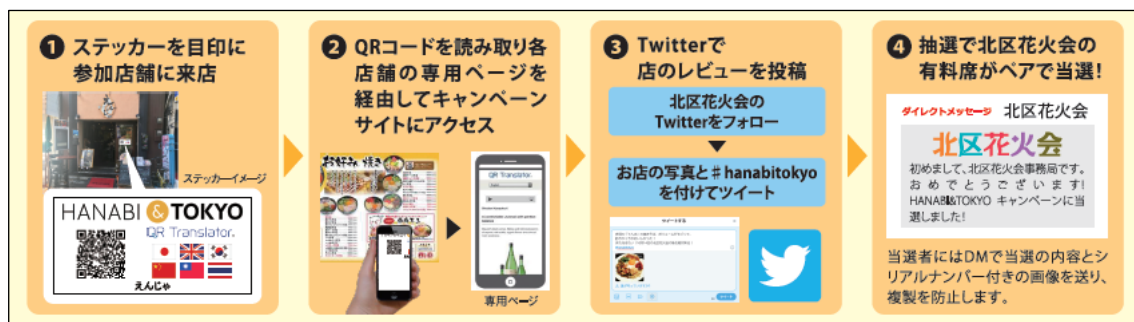 ❶ ステッカーを目印に
参加店舗に来店
ステッカーイメージ
HANABI & TOKYO
QR Translator.
えんじゃ
❷ QRコードを読み取り各
店舗の専用ページを
経由してキャンペーン
サイトにアクセス
お好み焼き
QR Translator.
専用ページ
❸ Twitterで
店のレビューを投稿
北区花火会の
Twitterをフォロー
お店の写真と#hanabitokyo
を付けてツイート
❹ 抽選で北区花火会の
有料席がペアで当選!
ダイレクトメッセージ 北区花火会
北区花火会
初めまして、北区花火会事務局です。
おめでとうございます!
HANABI&TOKYO キャンペーンに当
選しました!
当選者にはDMで当選の内容とシ
リアルナンバー付きの画像を送り、
複製を防止します。